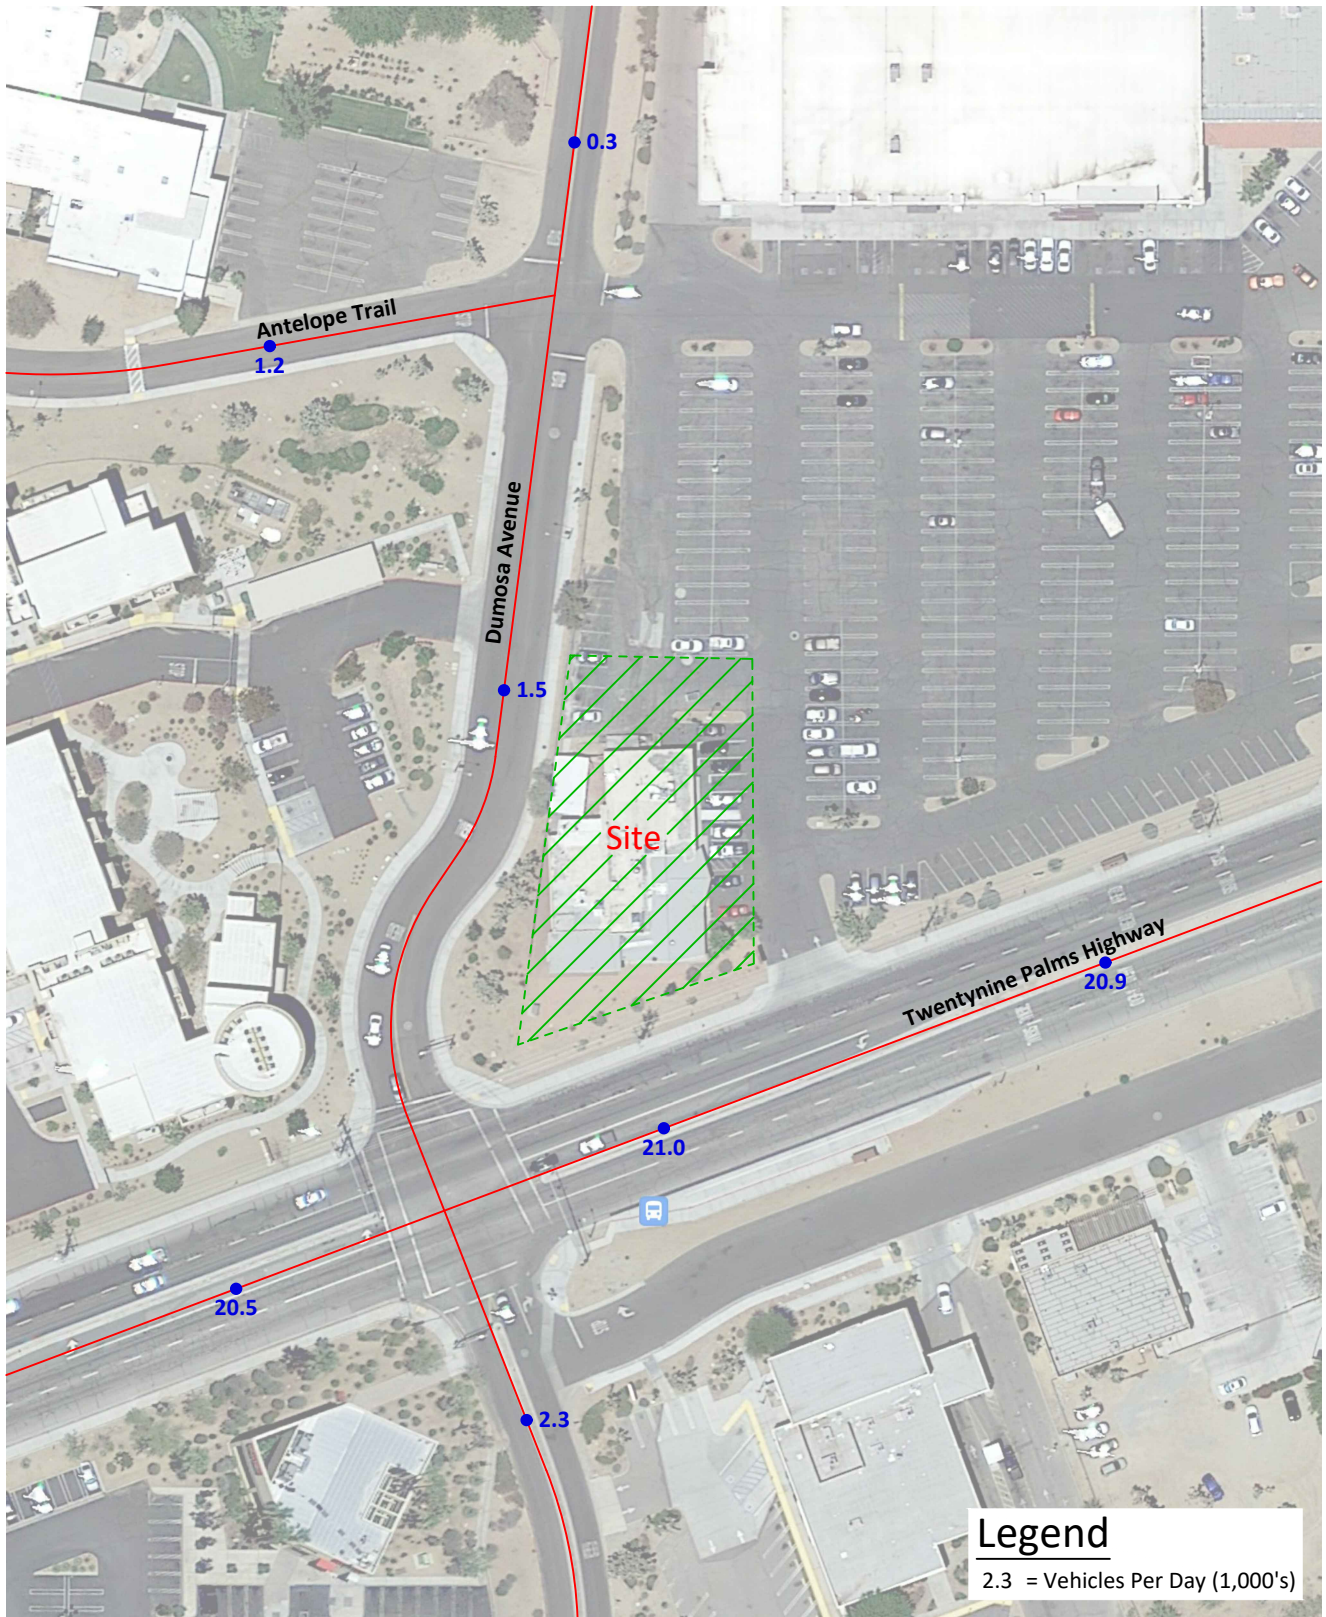 0.3
Antelope Trail
1.2
Dumosa Avenue
1.5
Site
Twentynine Palms Highway
20.9
21.0
20.5
2.3
Legend
2.3 = Vehicles Per Day (1,000's)